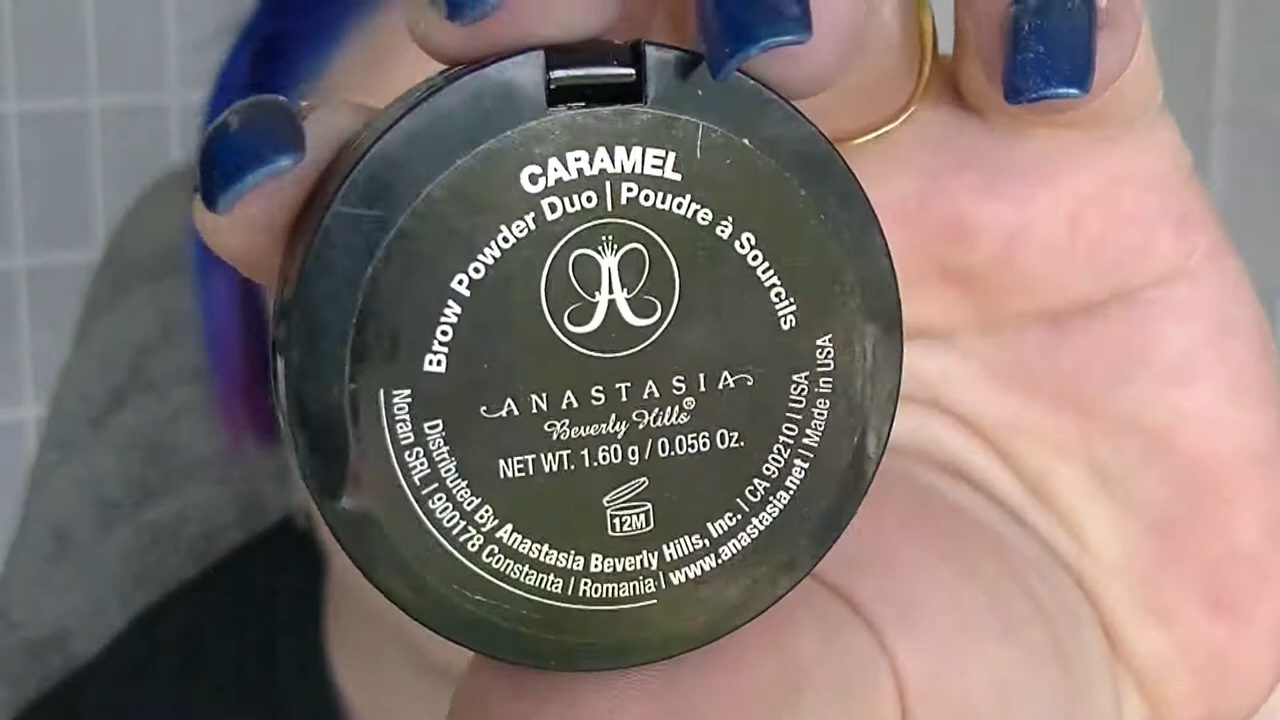 CARAMEL
Brow Powder Duo | Poudre à Sourcils
A
ANASTASIA
Beverly Hills®
NET WT. 1.60 g / 0.056 Oz.
12M
Distributed By Anastasia Beverly Hills, Inc. | CA 90210 | USA
Noran SRL | 900178 Constanta | Romania | www.anastasia.net | Made in USA